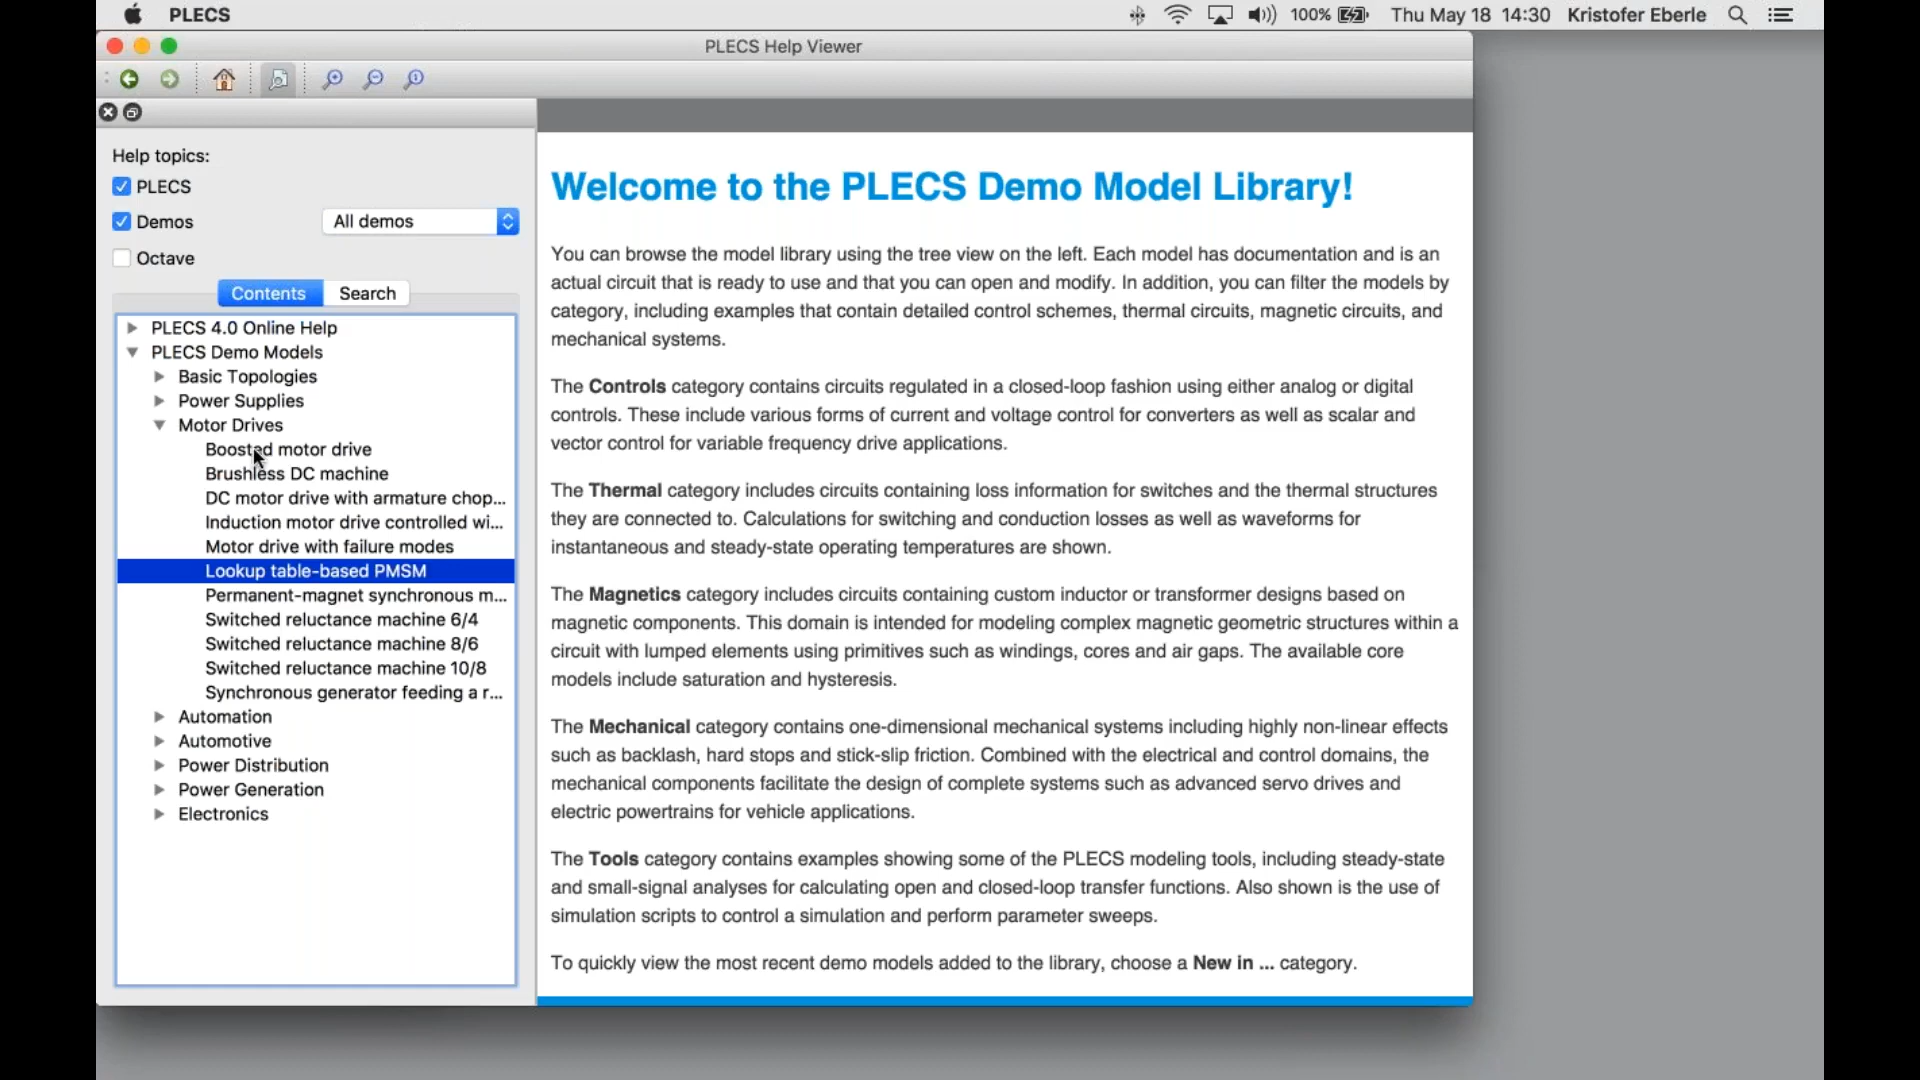 PLECS
100%
Thu May 18 14:30
Kristofer Eberle
PLECS Help Viewer
Help topics:
PLECS
Demos
All demos
Octave
Contents
Search
PLECS 4.0 Online Help
PLECS Demo Models
Basic Topologies
Power Supplies
Motor Drives
Boosted motor drive
Brushless DC machine
DC motor drive with armature chop...
Induction motor drive controlled wi...
Motor drive with failure modes
Lookup table-based PMSM
Permanent-magnet synchronous m...
Switched reluctance machine 6/4
Switched reluctance machine 8/6
Switched reluctance machine 10/8
Synchronous generator feeding a r...
Automation
Automotive
Power Distribution
Power Generation
Electronics
Welcome to the PLECS Demo Model Library!
You can browse the model library using the tree view on the left. Each model has documentation and is an
actual circuit that is ready to use and that you can open and modify. In addition, you can filter the models by
category, including examples that contain detailed control schemes, thermal circuits, magnetic circuits, and
mechanical systems.
The Controls category contains circuits regulated in a closed-loop fashion using either analog or digital
controls. These include various forms of current and voltage control for converters as well as scalar and
vector control for variable frequency drive applications.
The Thermal category includes circuits containing loss information for switches and the thermal structures
they are connected to. Calculations for switching and conduction losses as well as waveforms for
instantaneous and steady-state operating temperatures are shown.
The Magnetics category includes circuits containing custom inductor or transformer designs based on
magnetic components. This domain is intended for modeling complex magnetic geometric structures within a
circuit with lumped elements using primitives such as windings, cores and air gaps. The available core
models include saturation and hysteresis.
The Mechanical category contains one-dimensional mechanical systems including highly non-linear effects
such as backlash, hard stops and stick-slip friction. Combined with the electrical and control domains, the
mechanical components facilitate the design of complete systems such as advanced servo drives and
electric powertrains for vehicle applications.
The Tools category contains examples showing some of the PLECS modeling tools, including steady-state
and small-signal analyses for calculating open and closed-loop transfer functions. Also shown is the use of
simulation scripts to control a simulation and perform parameter sweeps.
To quickly view the most recent demo models added to the library, choose a New in ... category.